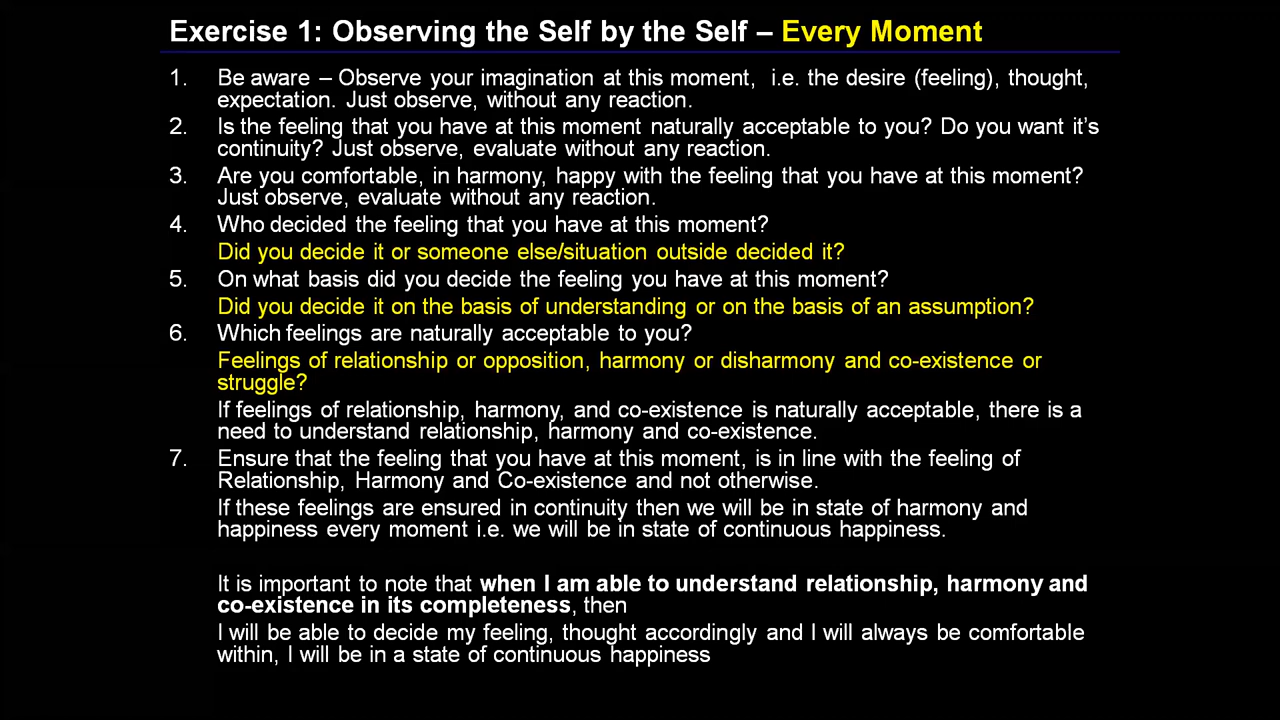 Exercise 1: Observing the Self by the Self – Every Moment
1. Be aware – Observe your imagination at this moment, i.e. the desire (feeling), thought,
expectation. Just observe, without any reaction.
2. Is the feeling that you have at this moment naturally acceptable to you? Do you want it's
continuity? Just observe, evaluate without any reaction.
3. Are you comfortable, in harmony, happy with the feeling that you have at this moment?
Just observe, evaluate without any reaction.
4. Who decided the feeling that you have at this moment?
Did you decide it or someone else/situation outside decided it?
5. On what basis did you decide the feeling you have at this moment?
Did you decide it on the basis of understanding or on the basis of an assumption?
6. Which feelings are naturally acceptable to you?
Feelings of relationship or opposition, harmony or disharmony and co-existence or
struggle?
If feelings of relationship, harmony, and co-existence is naturally acceptable, there is a
need to understand relationship, harmony and co-existence.
7. Ensure that the feeling that you have at this moment, is in line with the feeling of
Relationship, Harmony and Co-existence and not otherwise.
If these feelings are ensured in continuity then we will be in state of harmony and
happiness every moment i.e. we will be in state of continuous happiness.
It is important to note that when I am able to understand relationship, harmony and
co-existence in its completeness, then
I will be able to decide my feeling, thought accordingly and I will always be comfortable
within, I will be in a state of continuous happiness